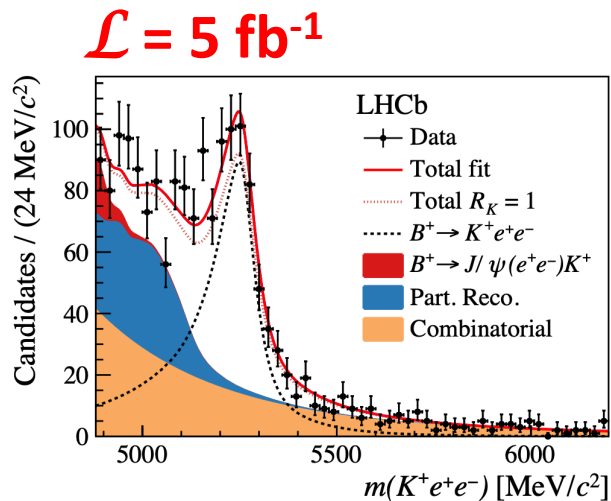 ℒ = 5 fb⁻¹
Candidates / (24 MeV/c²)
100
80
60
40
20
0
LHCb
Data
Total fit
Total R_K = 1
B⁺→ K⁺e⁺e⁻
B⁺→ J/ψ(e⁺e⁻)K⁺
Part. Reco.
Combinatorial
5000 5500 6000
m(K⁺e⁺e⁻) [MeV/c²]